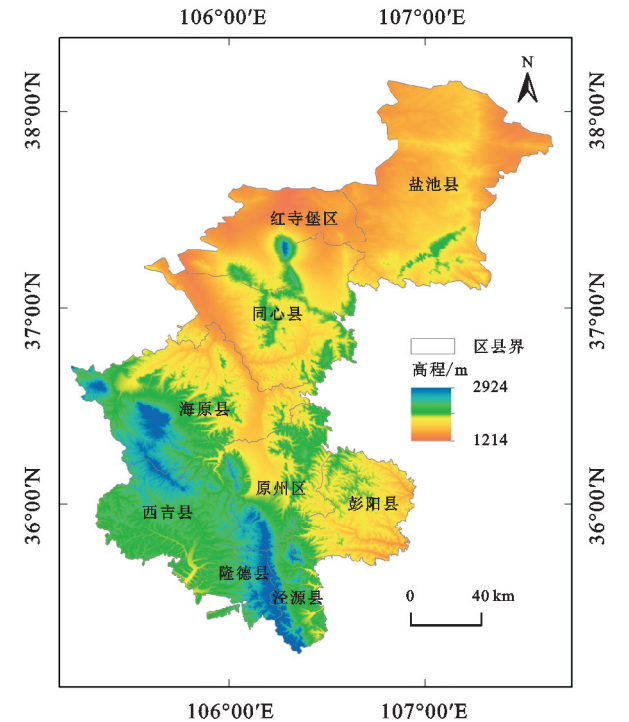 106°00′E
107°00′E
N
38°00′N
38°00′N
盐池县
红寺堡区
37°00′N
37°00′N
同心县
区县界
高程/m
2924
1214
海原县
原州区
彭阳县
36°00′N
36°00′N
西吉县
隆德县
泾源县
0
40 km
106°00′E
107°00′E